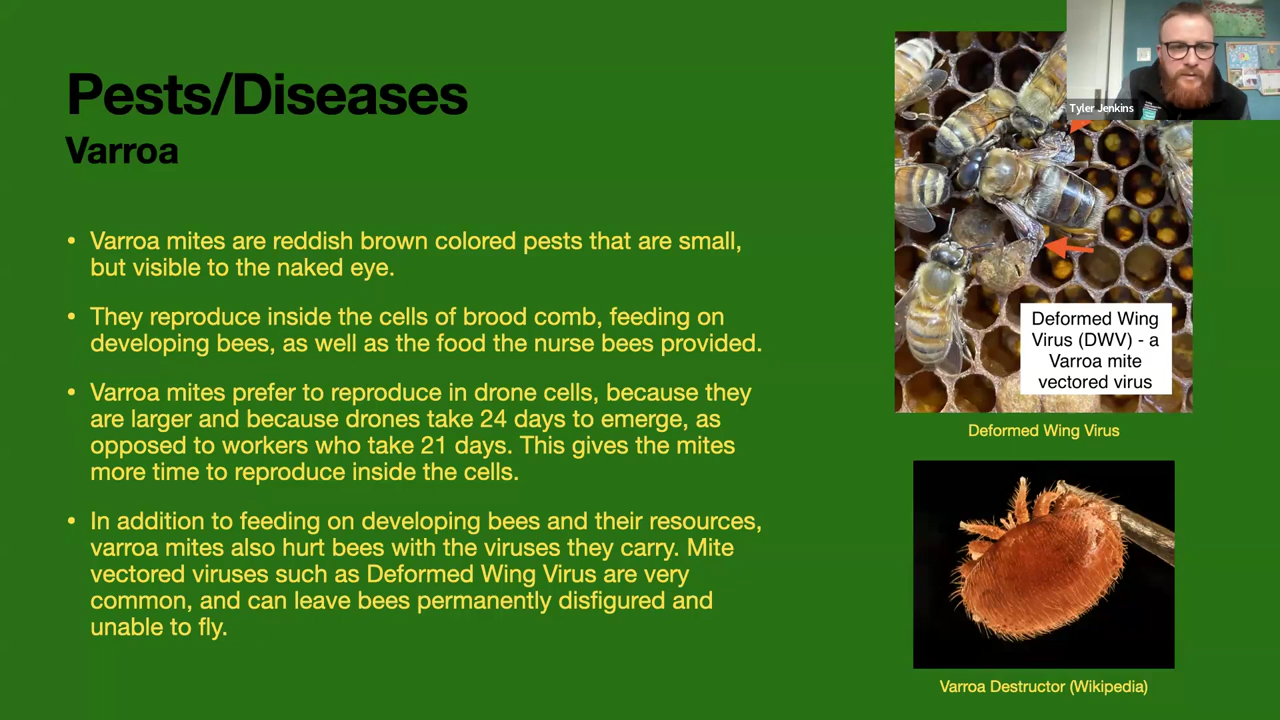 Pests/Diseases
Varroa
• Varroa mites are reddish brown colored pests that are small,
but visible to the naked eye.
• They reproduce inside the cells of brood comb, feeding on
developing bees, as well as the food the nurse bees provided.
• Varroa mites prefer to reproduce in drone cells, because they
are larger and because drones take 24 days to emerge, as
opposed to workers who take 21 days. This gives the mites
more time to reproduce inside the cells.
• In addition to feeding on developing bees and their resources,
varroa mites also hurt bees with the viruses they carry. Mite
vectored viruses such as Deformed Wing Virus are very
common, and can leave bees permanently disfigured and
unable to fly.
Tyler Jenkins
Deformed Wing
Virus (DWV) - a
Varroa mite
vectored virus
Deformed Wing Virus
Varroa Destructor (Wikipedia)